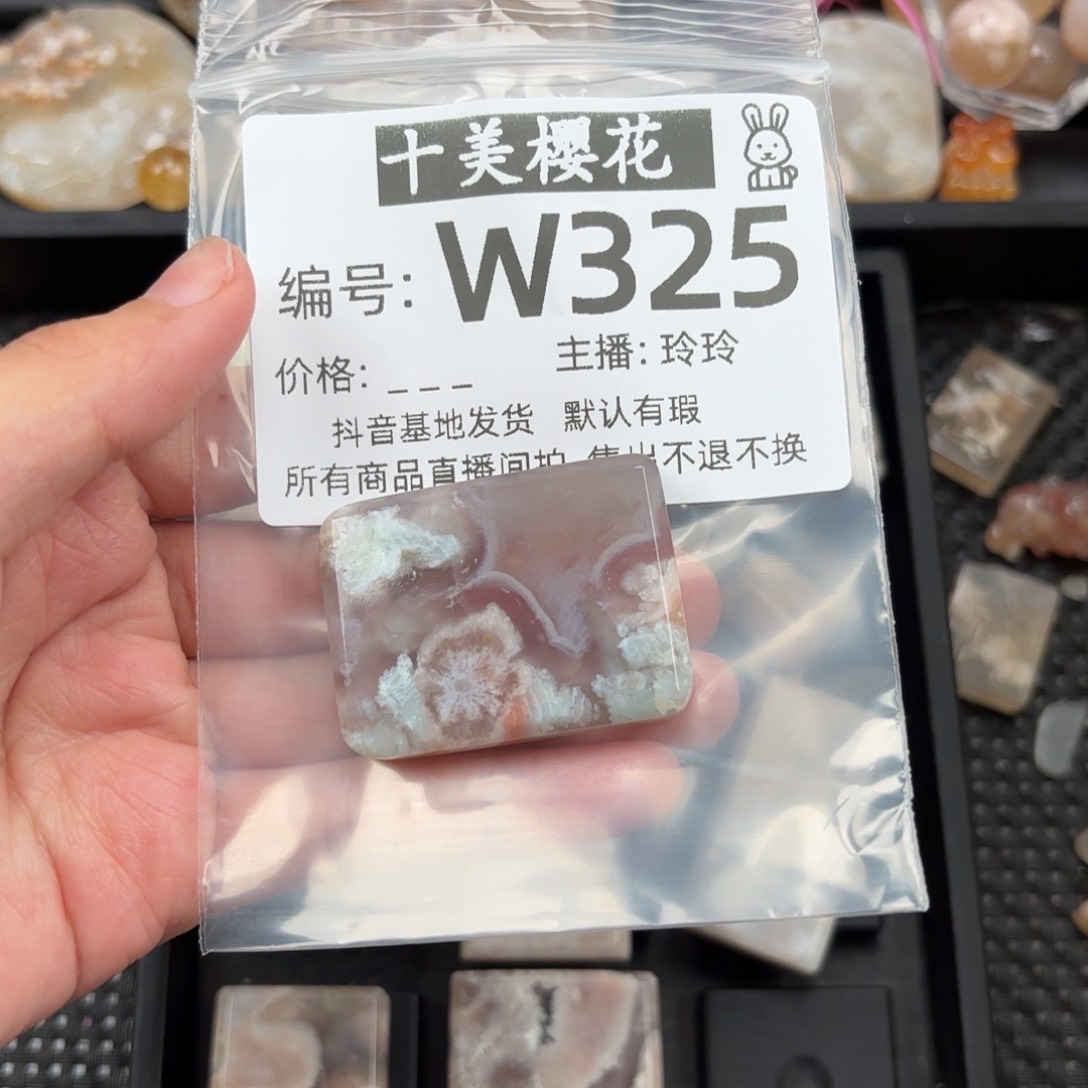 十美樱花
编号: W325
价格: _ _ _
主播: 玲玲
抖音基地发货 默认有瑕
所有商品直播间拍 售出不退不换